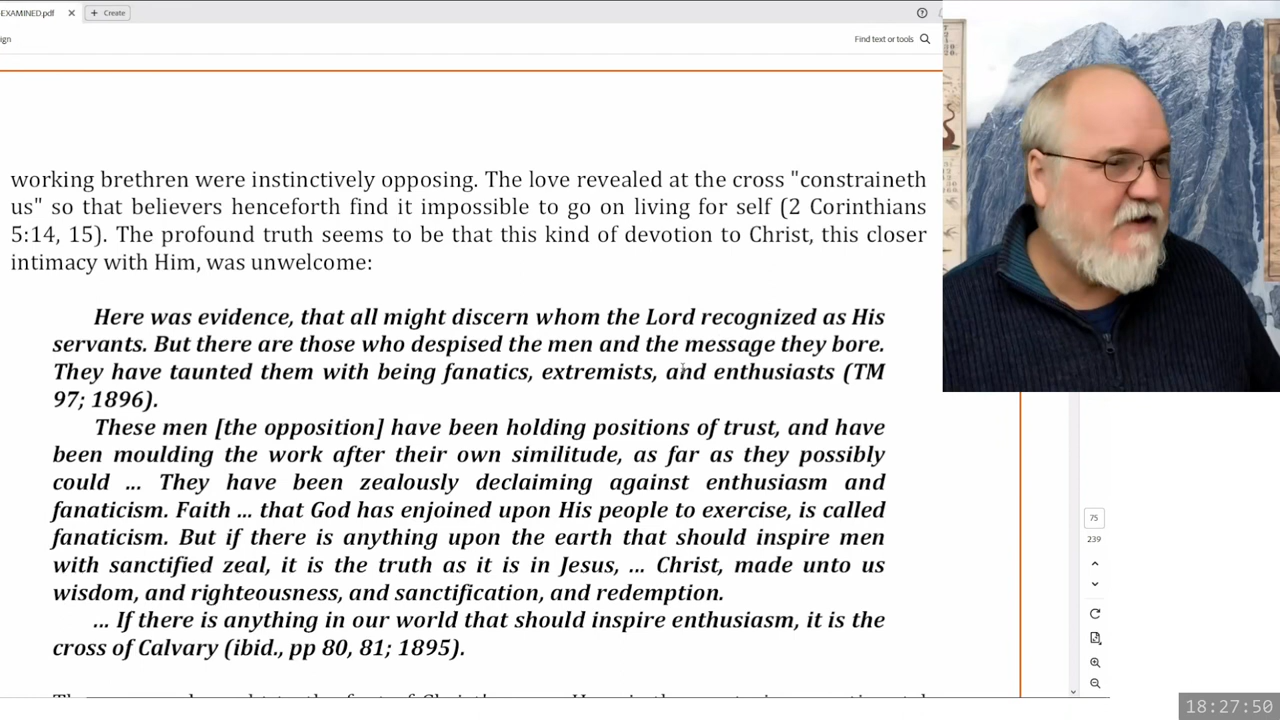 -EXAMINED.pdf
Create
ign
Find text or tools
working brethren were instinctively opposing. The love revealed at the cross "constraineth
us" so that believers henceforth find it impossible to go on living for self (2 Corinthians
5:14, 15). The profound truth seems to be that this kind of devotion to Christ, this closer
intimacy with Him, was unwelcome:
Here was evidence, that all might discern whom the Lord recognized as His
servants. But there are those who despised the men and the message they bore.
They have taunted them with being fanatics, extremists, and enthusiasts (TM
97; 1896).
These men [the opposition] have been holding positions of trust, and have
been moulding the work after their own similitude, as far as they possibly
could ... They have been zealously declaiming against enthusiasm and
fanaticism. Faith ... that God has enjoined upon His people to exercise, is called
fanaticism. But if there is anything upon the earth that should inspire men
with sanctified zeal, it is the truth as it is in Jesus, ... Christ, made unto us
wisdom, and righteousness, and sanctification, and redemption.
... If there is anything in our world that should inspire enthusiasm, it is the
cross of Calvary (ibid., pp 80, 81; 1895).
75
239
18:27:50